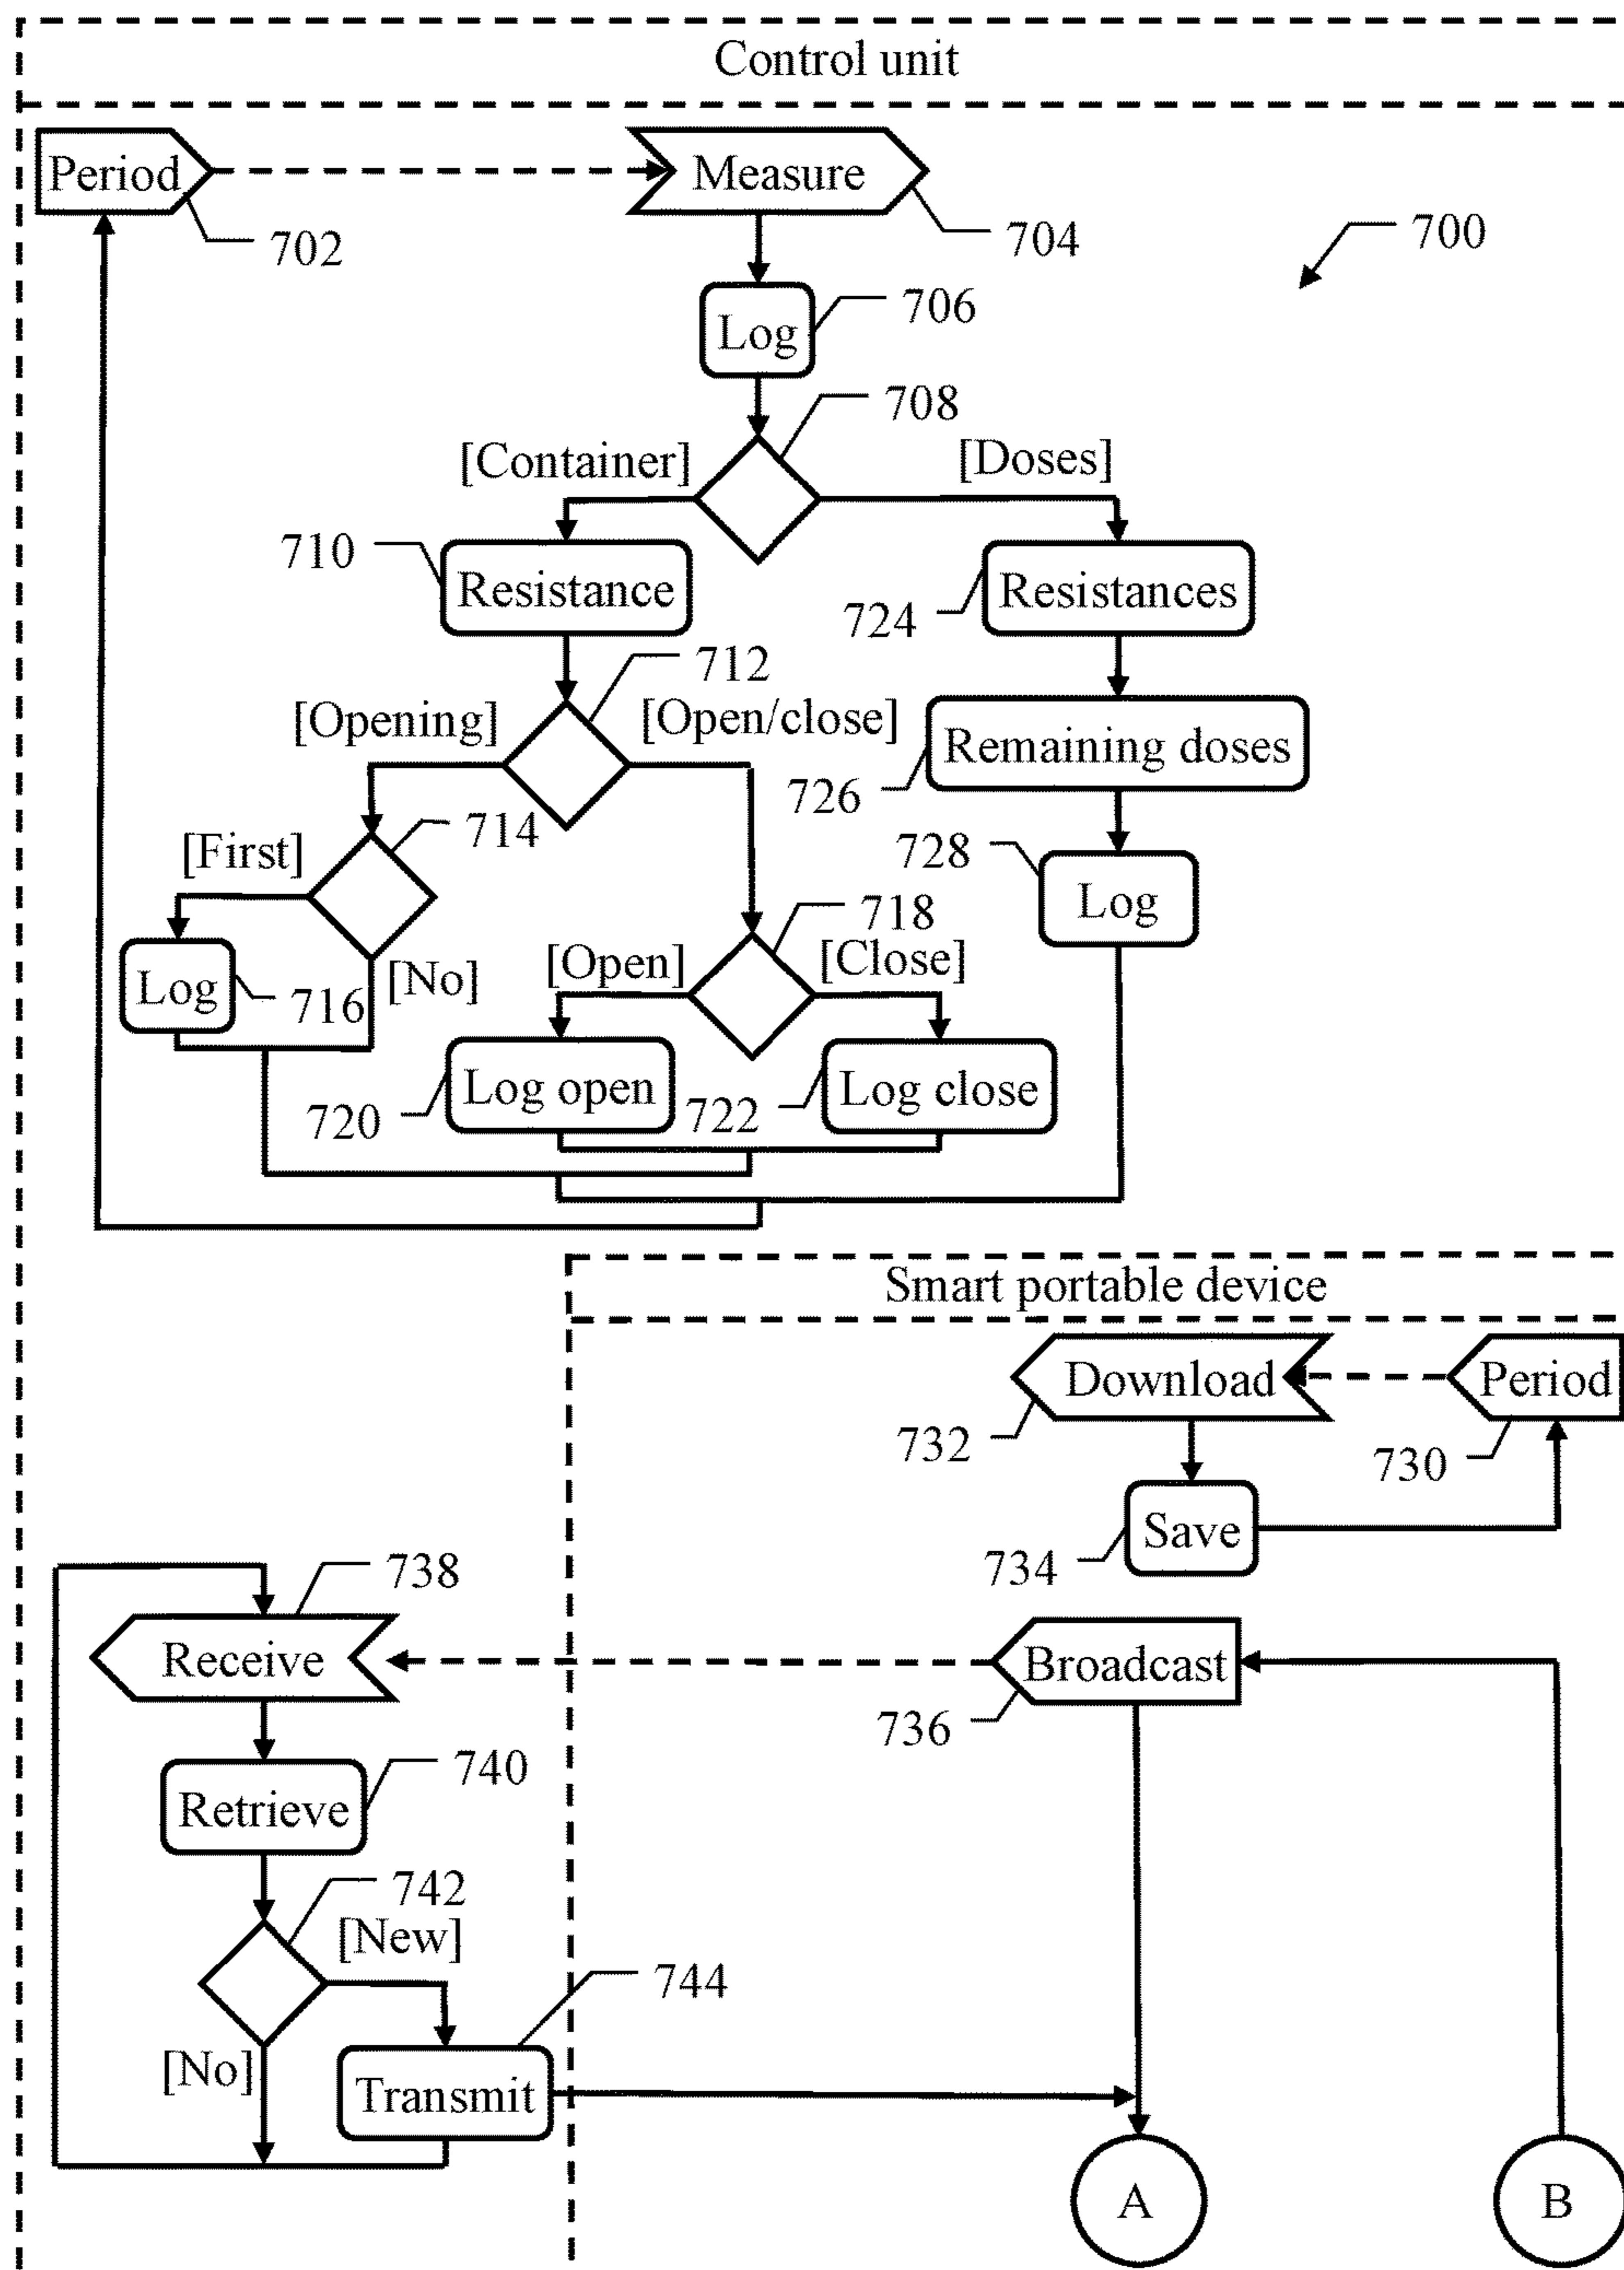 Control unit
Period
Measure
702
704
700
Log
706
708
[Container]
[Doses]
710
Resistance
Resistances
724
712
[Opening]
[Open/close]
Remaining doses
726
714
[First]
728
Log
718
[Open]
[Close]
Log
716
[No]
Log open
Log close
720
722
Smart portable device
Download
Period
732
730
Save
734
738
Receive
Broadcast
736
740
Retrieve
742
[New]
744
[No]
Transmit
A
B